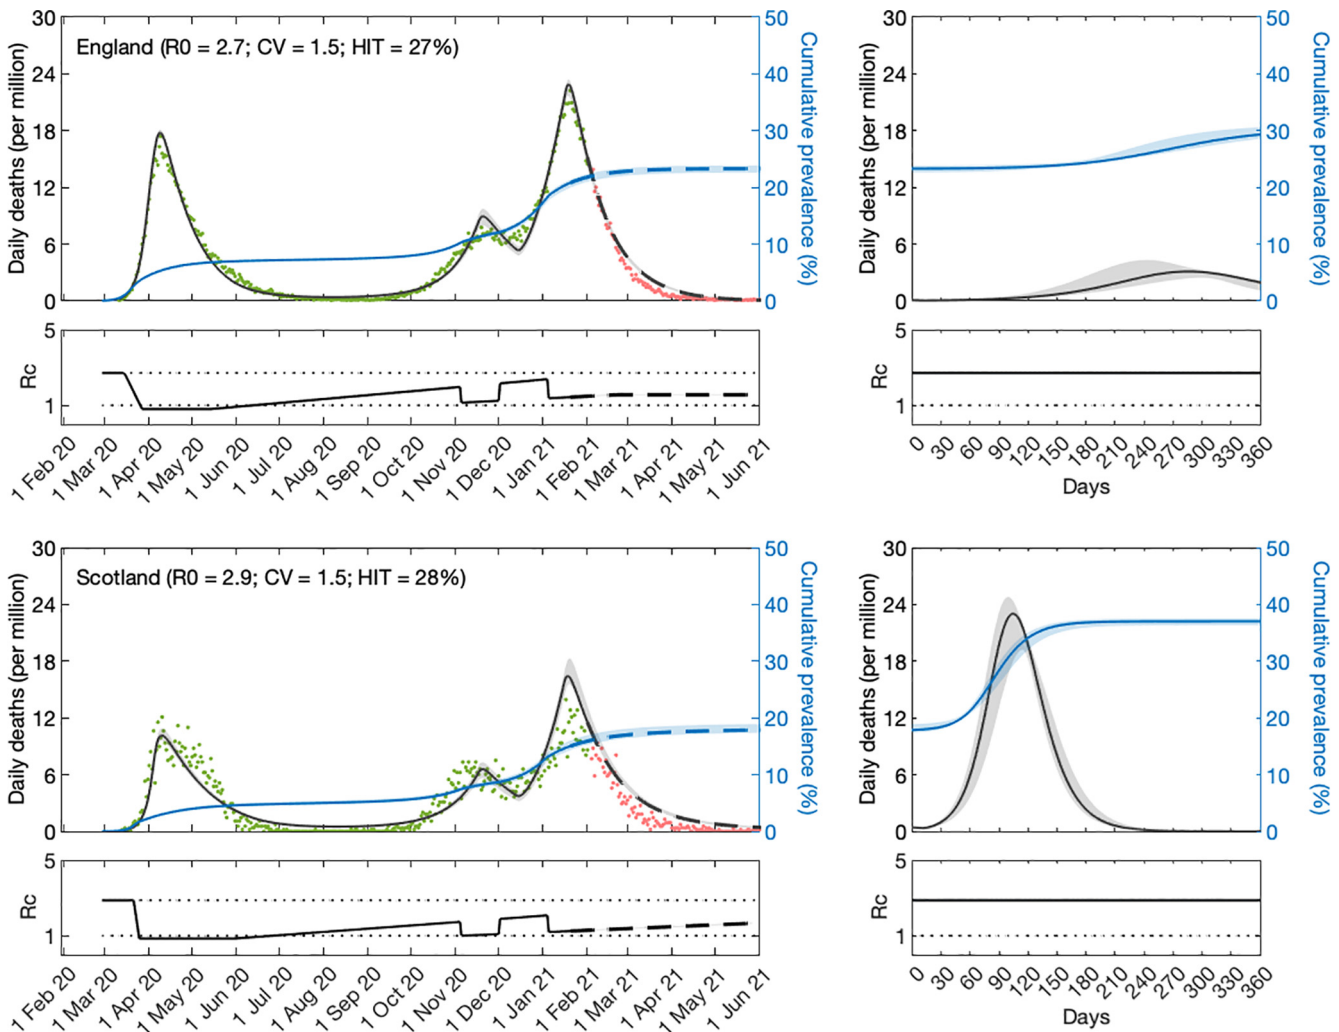 England (R0 = 2.7; CV = 1.5; HIT = 27%)
Daily deaths (per million)
30
24
18
12
6
0
50
40
30
20
10
0
Cumulative prevalence (%)
Rc
5
1
1 Feb 20
1 Mar 20
1 Apr 20
1 May 20
1 Jun 20
1 Jul 20
1 Aug 20
1 Sep 20
1 Oct 20
1 Nov 20
1 Dec 20
1 Jan 21
1 Feb 21
1 Mar 21
1 Apr 21
1 May 21
1 Jun 21
Daily deaths (per million)
30
24
18
12
6
0
50
40
30
20
10
0
Cumulative prevalence (%)
Rc
5
1
0
30
60
90
120
150
180
210
240
270
300
330
360
Days
Scotland (R0 = 2.9; CV = 1.5; HIT = 28%)
Daily deaths (per million)
30
24
18
12
6
0
50
40
30
20
10
0
Cumulative prevalence (%)
Rc
5
1
1 Feb 20
1 Mar 20
1 Apr 20
1 May 20
1 Jun 20
1 Jul 20
1 Aug 20
1 Sep 20
1 Oct 20
1 Nov 20
1 Dec 20
1 Jan 21
1 Feb 21
1 Mar 21
1 Apr 21
1 May 21
1 Jun 21
Daily deaths (per million)
30
24
18
12
6
0
50
40
30
20
10
0
Cumulative prevalence (%)
Rc
5
1
0
30
60
90
120
150
180
210
240
270
300
330
360
Days